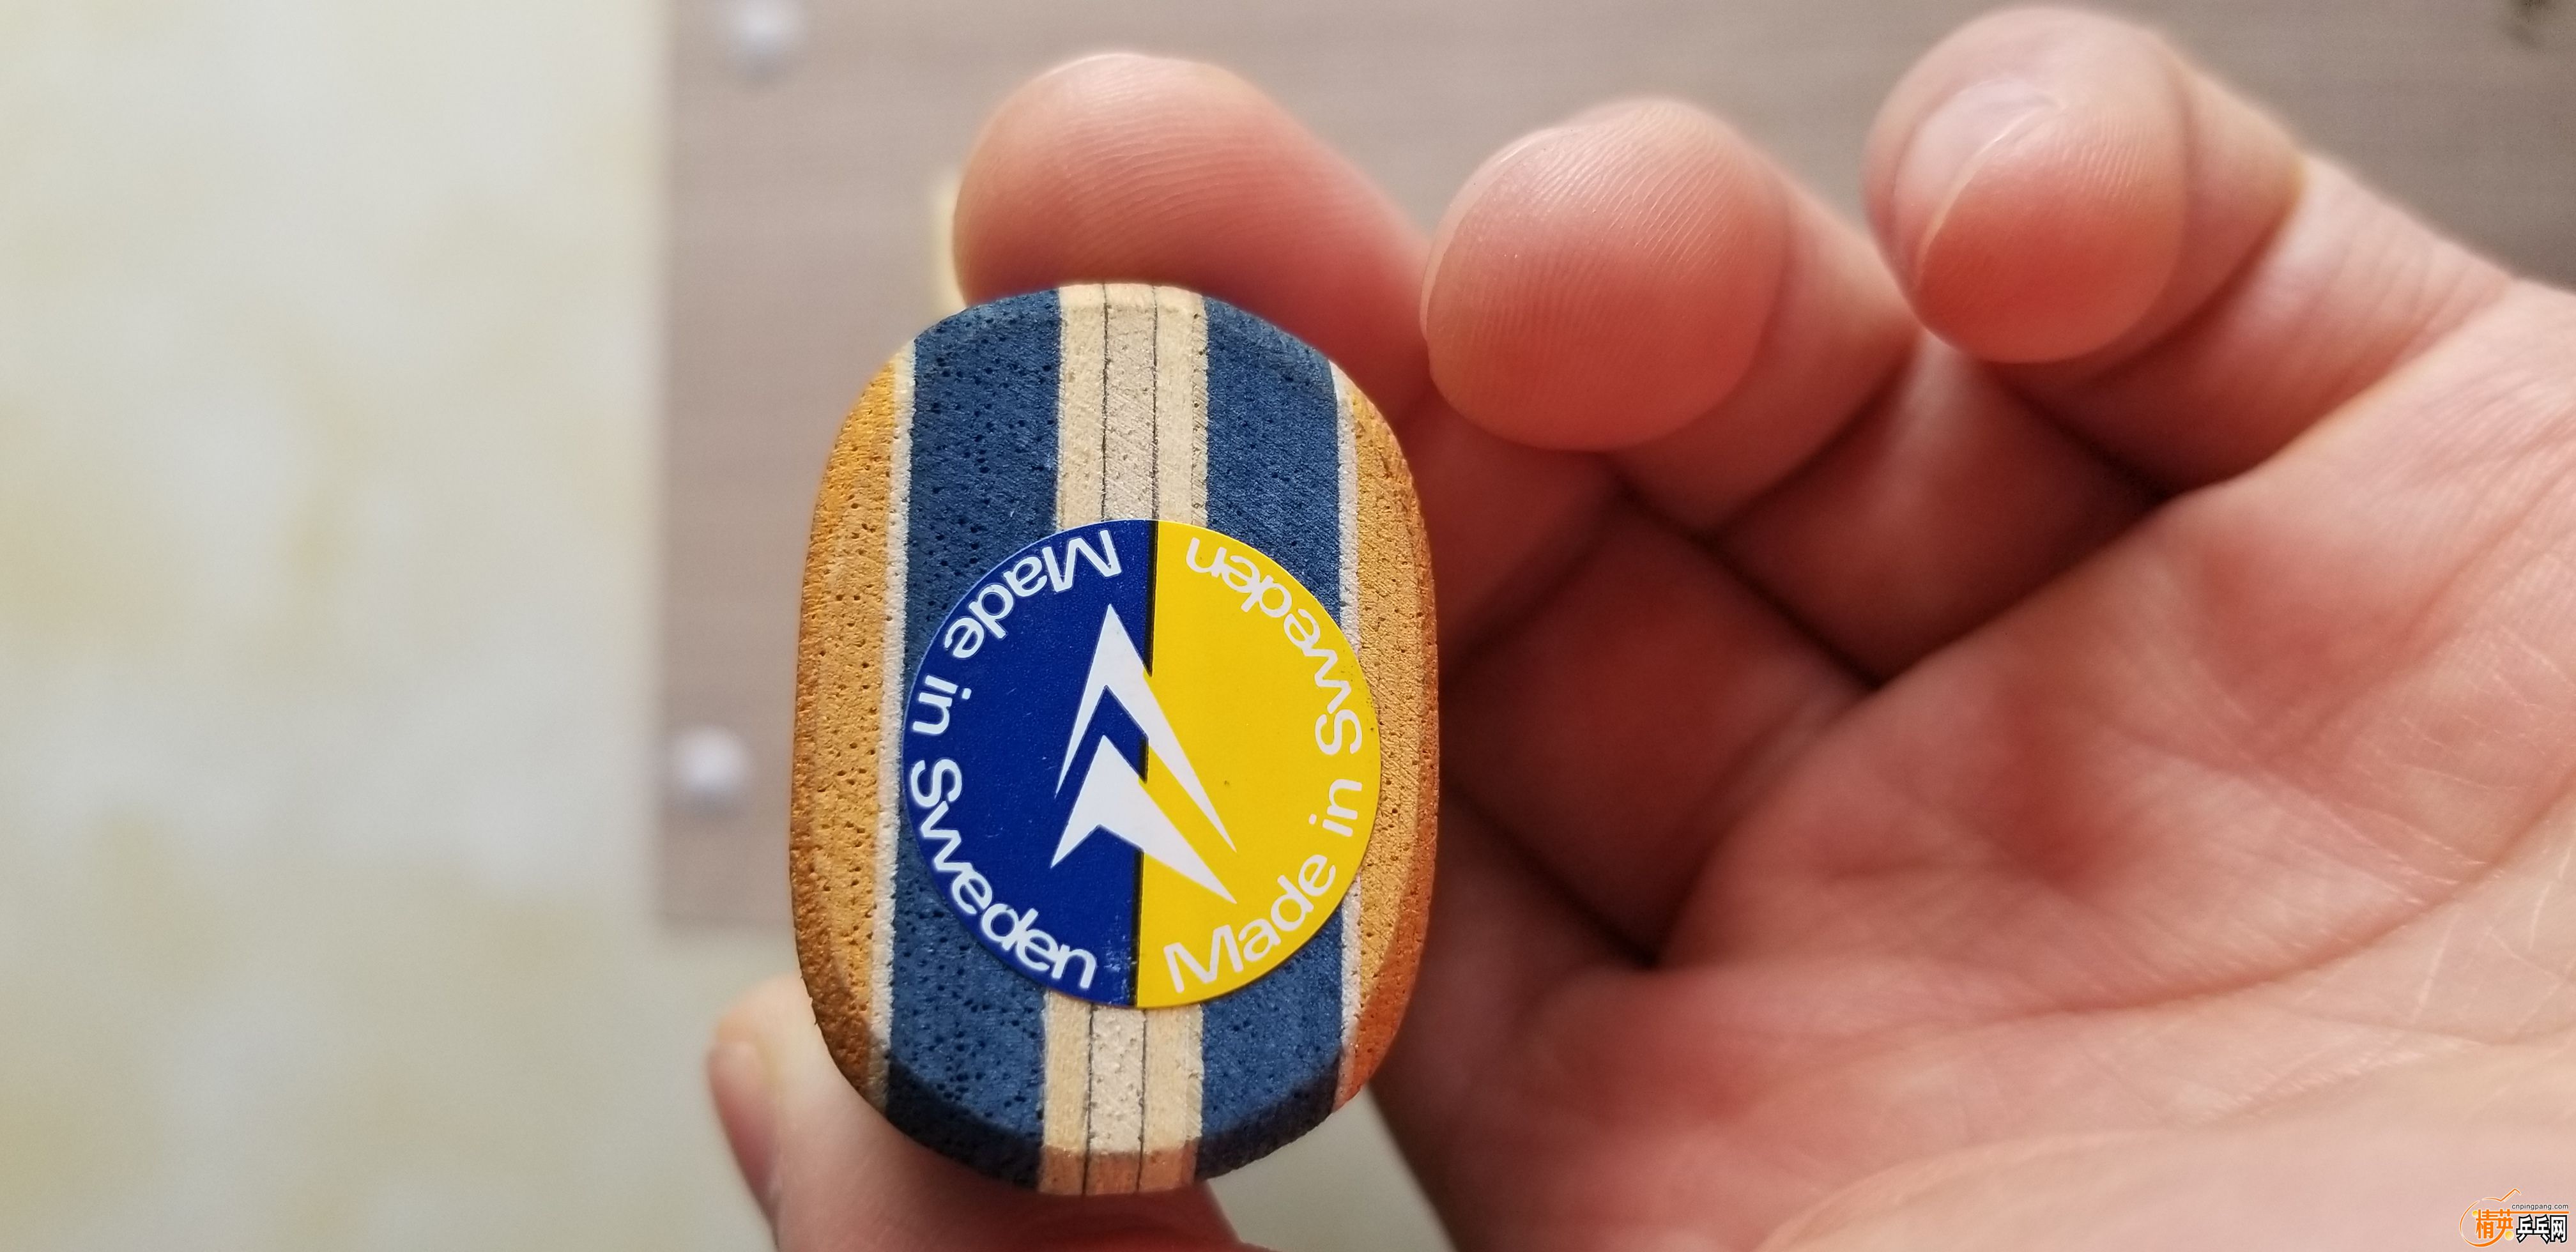 Made in Sweden
Made in Sweden
cnpingpang.com
精英乒乓网